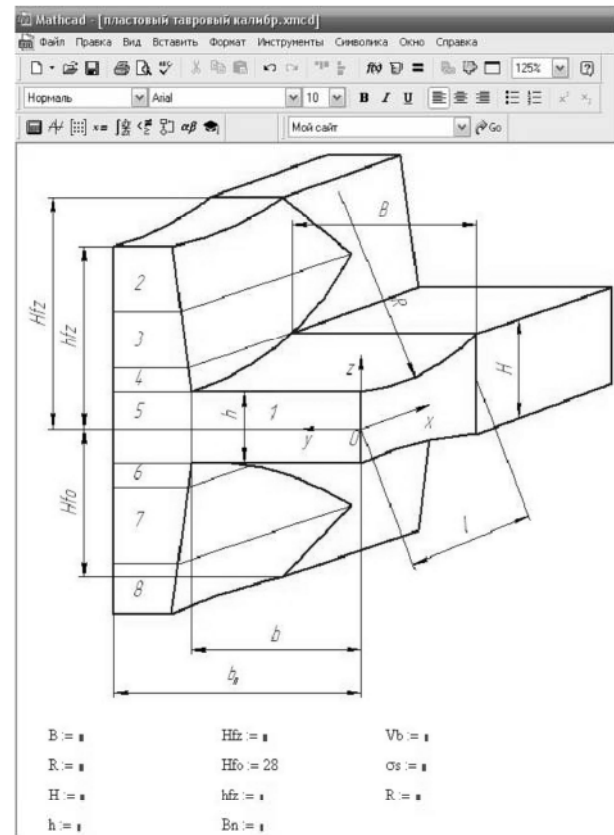 Mathcad - [пластовый тавровый калибр.xmcd]
Файл Правка Вид Вставить Формат Инструменты Символика Окно Справка
125%
Нормаль Arial 10 B I U
αβ Мой сайт Go
B
2
R
3
Hfz
hfz
4
z
H
5
h
1
x
y
0
6
Hfo
7
l
8
b
bп
B := Hfz := Vb :=
R := Hfo := 28 σs :=
H := hfz := R :=
h := Bn :=